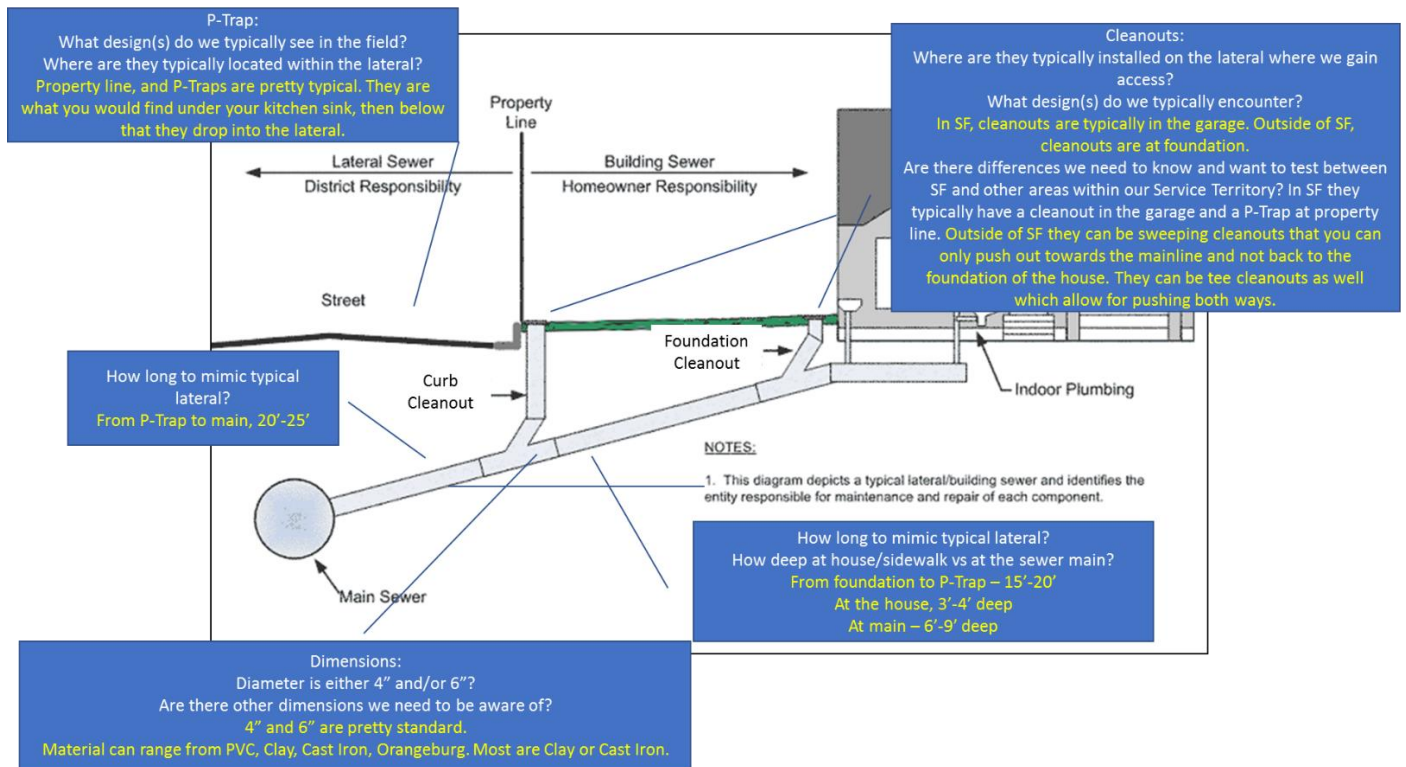 P-Trap:
What design(s) do we typically see in the field?
Where are they typically located within the lateral?
Property line, and P-Traps are pretty typical. They are
what you would find under your kitchen sink, then below
that they drop into the lateral.
Cleanouts:
Where are they typically installed on the lateral where we gain
access?
What design(s) do we typically encounter?
In SF, cleanouts are typically in the garage. Outside of SF,
cleanouts are at foundation.
Are there differences we need to know and want to test between
SF and other areas within our Service Territory? In SF they
typically have a cleanout in the garage and a P-Trap at property
line. Outside of SF they can be sweeping cleanouts that you can
only push out towards the mainline and not back to the
foundation of the house. They can be tee cleanouts as well
which allow for pushing both ways.
Property
Line
Lateral Sewer
District Responsibility
Building Sewer
Homeowner Responsibility
Street
Foundation
Cleanout
Curb
Cleanout
Indoor Plumbing
How long to mimic typical
lateral?
From P-Trap to main, 20’-25’
NOTES:
1. This diagram depicts a typical lateral/building sewer and identifies the
entity responsible for maintenance and repair of each component.
Main Sewer
How long to mimic typical lateral?
How deep at house/sidewalk vs at the sewer main?
From foundation to P-Trap – 15’-20’
At the house, 3’-4’ deep
At main – 6’-9’ deep
Dimensions:
Diameter is either 4” and/or 6”?
Are there other dimensions we need to be aware of?
4” and 6” are pretty standard.
Material can range from PVC, Clay, Cast Iron, Orangeburg. Most are Clay or Cast Iron.